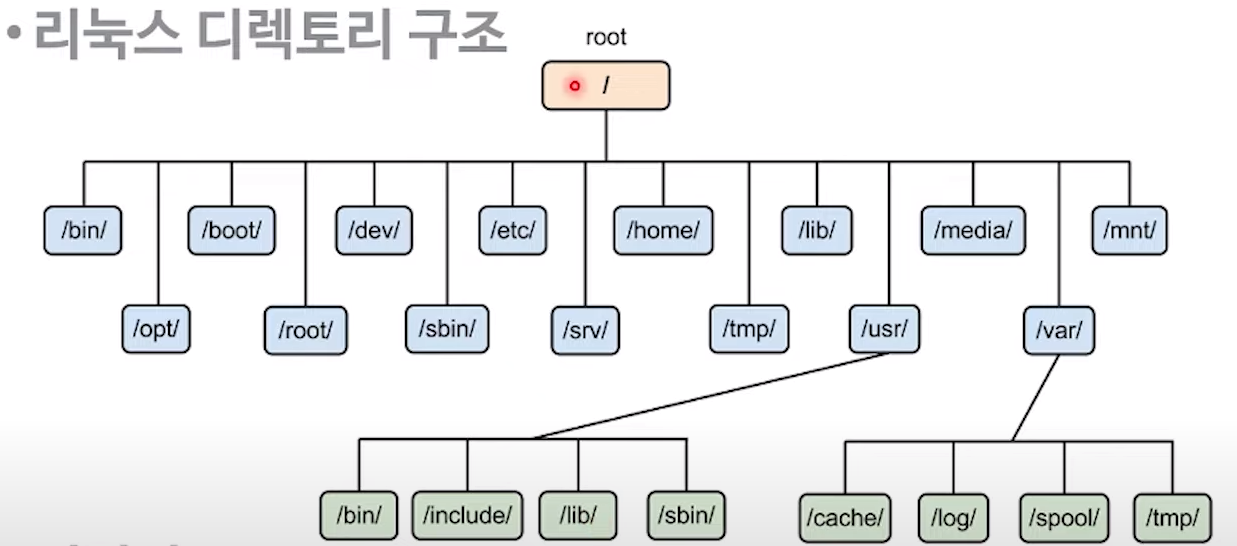 • 리눅스 디렉토리 구조
root
/
/bin/ /boot/ /dev/ /etc/ /home/ /lib/ /media/ /mnt/
/opt/ /root/ /sbin/ /srv/ /tmp/ /usr/ /var/
/bin/ /include/ /lib/ /sbin/ /cache/ /log/ /spool/ /tmp/